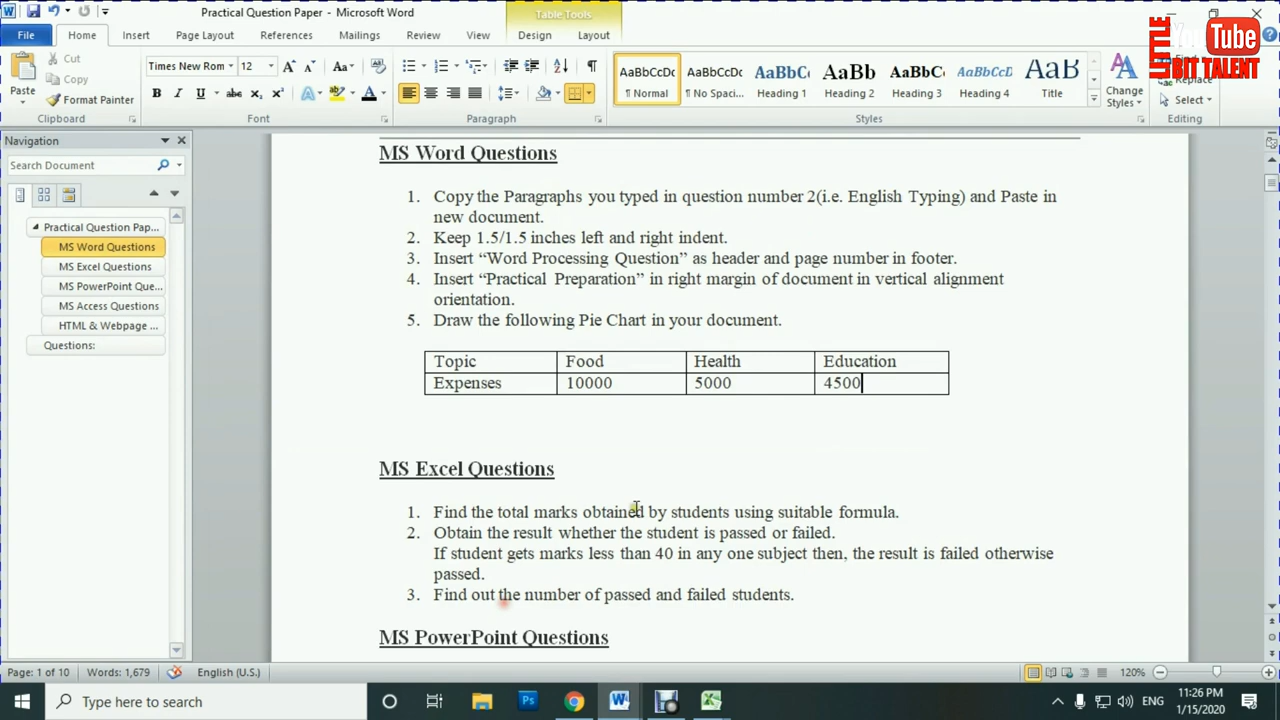 Practical Question Paper - Microsoft Word
Table Tools
File Home Insert Page Layout References Mailings Review View Design Layout
LITTLE
YouTube
BIT TALENT
Paste
Cut
Copy
Format Painter
Clipboard
Times New Rom 12
Font
Paragraph
AaBbCcDc AaBbCcDc AaBbC AaBb AaBbCc AaBbCcI AaB
¶ Normal ¶ No Spaci... Heading 1 Heading 2 Heading 3 Heading 4 Title
Styles
Change
Styles
Replace
Select
Editing
Navigation
Search Document
Practical Question Pap...
MS Word Questions
MS Excel Questions
MS PowerPoint Que...
MS Access Questions
HTML & Webpage ...
Questions:
MS Word Questions
1. Copy the Paragraphs you typed in question number 2(i.e. English Typing) and Paste in
new document.
2. Keep 1.5/1.5 inches left and right indent.
3. Insert “Word Processing Question” as header and page number in footer.
4. Insert “Practical Preparation” in right margin of document in vertical alignment
orientation.
5. Draw the following Pie Chart in your document.
Topic Food Health Education
Expenses 10000 5000 4500
MS Excel Questions
1. Find the total marks obtained by students using suitable formula.
2. Obtain the result whether the student is passed or failed.
If student gets marks less than 40 in any one subject then, the result is failed otherwise
passed.
3. Find out the number of passed and failed students.
MS PowerPoint Questions
Page: 1 of 10 Words: 1,679 English (U.S.) 120%
Type here to search
ENG
11:26 PM
1/15/2020